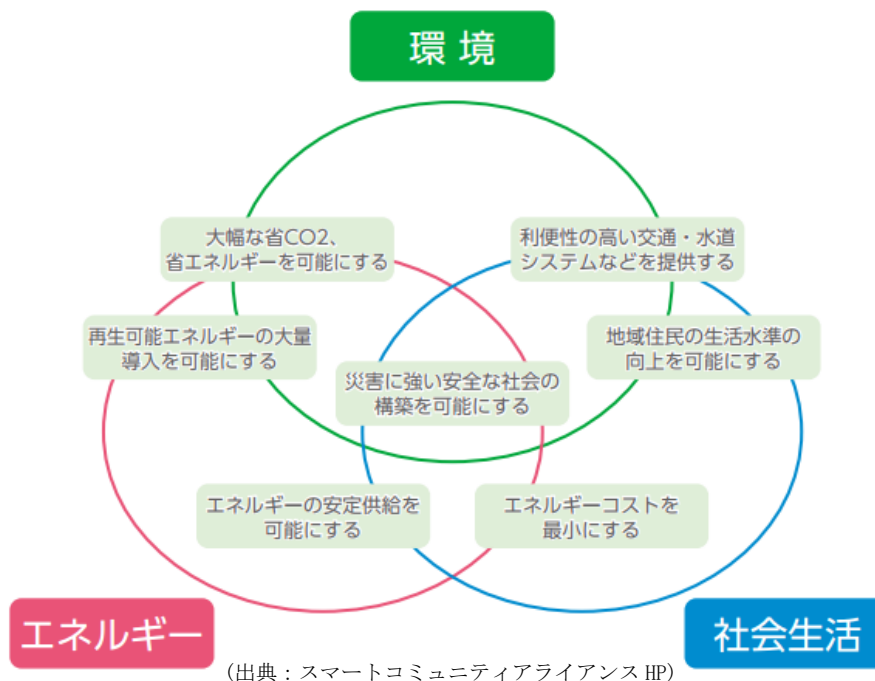 環 境
大幅な省CO2、
省エネルギーを可能にする
利便性の高い交通・水道
システムなどを提供する
再生可能エネルギーの大量
導入を可能にする
地域住民の生活水準の
向上を可能にする
災害に強い安全な社会の
構築を可能にする
エネルギーの安定供給を
可能にする
エネルギーコストを
最小にする
エネルギー
社会生活
(出典：スマートコミュニティアライアンス HP)